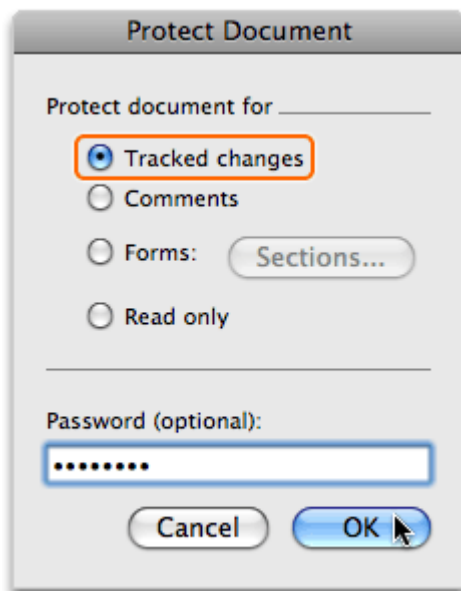 Protect Document
Protect document for
Tracked changes
Comments
Forms: Sections...
Read only
Password (optional):
••••••••
Cancel OK